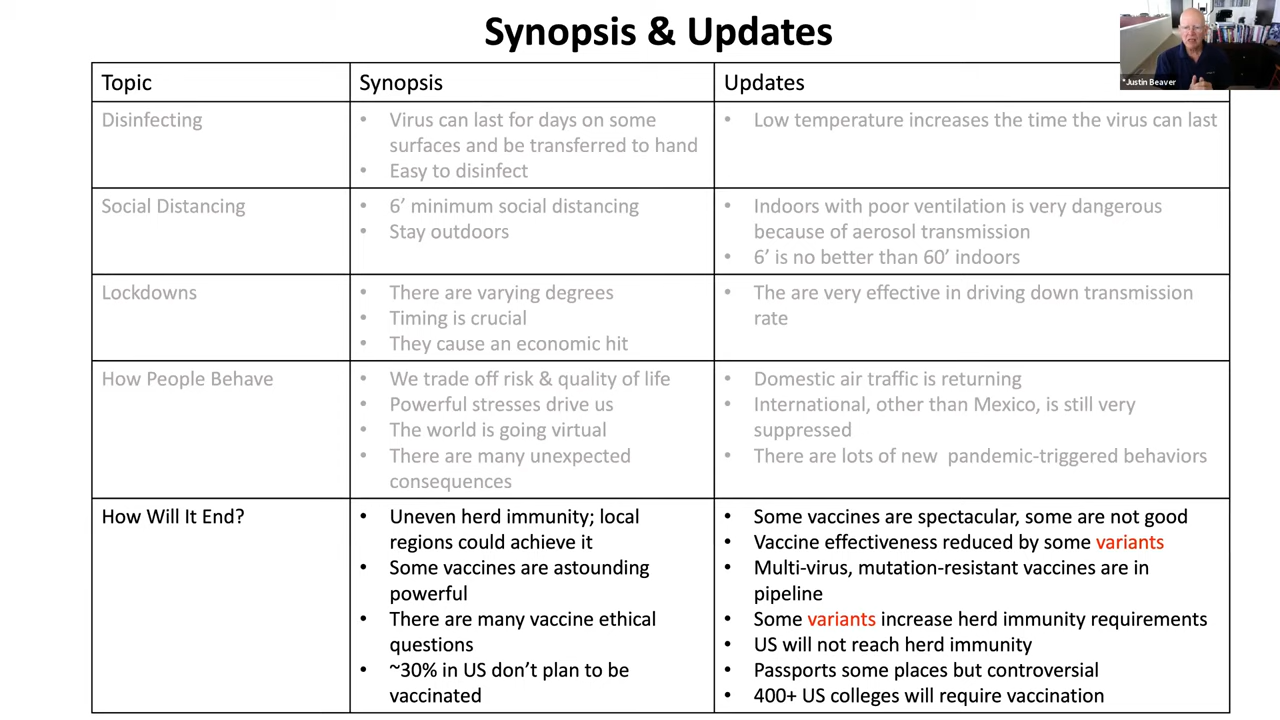 Synopsis & Updates
*Justin Beaver
Topic
Synopsis
Updates
Disinfecting
• Virus can last for days on some
surfaces and be transferred to hand
• Easy to disinfect
• Low temperature increases the time the virus can last
Social Distancing
• 6’ minimum social distancing
• Stay outdoors
• Indoors with poor ventilation is very dangerous
because of aerosol transmission
• 6’ is no better than 60’ indoors
Lockdowns
• There are varying degrees
• Timing is crucial
• They cause an economic hit
• The are very effective in driving down transmission
rate
How People Behave
• We trade off risk & quality of life
• Powerful stresses drive us
• The world is going virtual
• There are many unexpected
consequences
• Domestic air traffic is returning
• International, other than Mexico, is still very
suppressed
• There are lots of new pandemic-triggered behaviors
How Will It End?
• Uneven herd immunity; local
regions could achieve it
• Some vaccines are astounding
powerful
• There are many vaccine ethical
questions
• ~30% in US don’t plan to be
vaccinated
• Some vaccines are spectacular, some are not good
• Vaccine effectiveness reduced by some variants
• Multi-virus, mutation-resistant vaccines are in
pipeline
• Some variants increase herd immunity requirements
• US will not reach herd immunity
• Passports some places but controversial
• 400+ US colleges will require vaccination